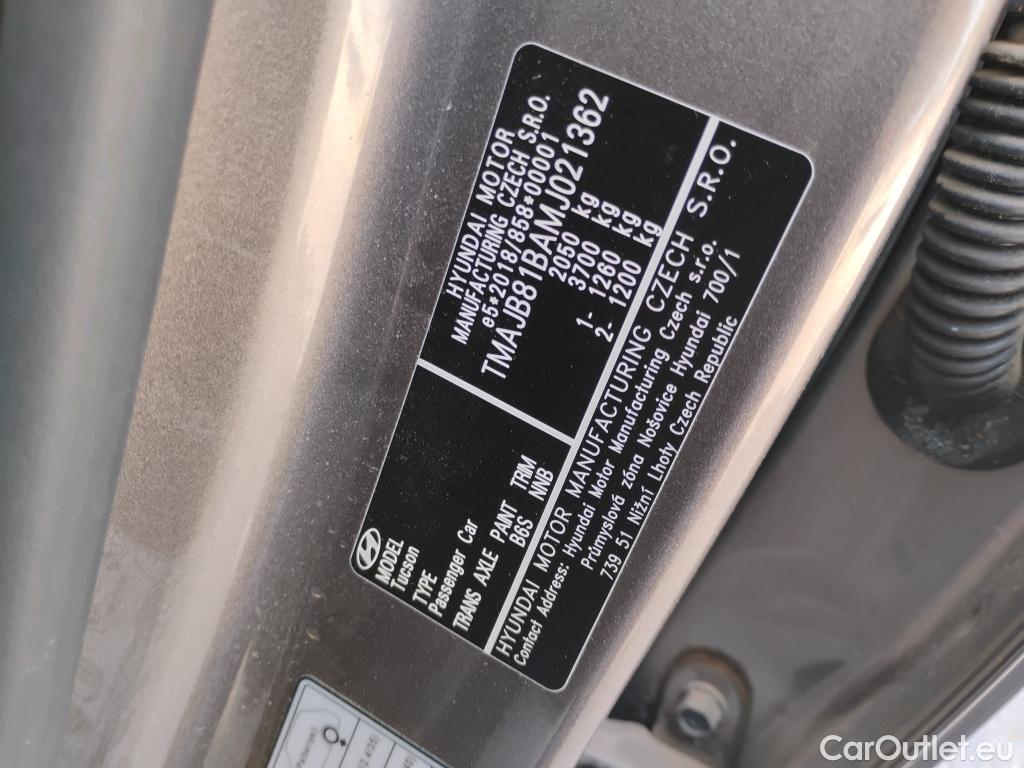 HYUNDAI MOTOR
MANUFACTURING CZECH S.R.O.
e5*2018/858*00001
TMAJB81BAMJ021362
2050 kg
3700 kg
1- 1260 kg
2- 1200 kg
MODEL
Tucson
TYPE
Passenger Car
TRANS AXLE PAINT TRIM
B6S NNB
HYUNDAI MOTOR MANUFACTURING CZECH S.R.O.
Contact Address: Hyundai Motor Manufacturing Czech s.r.o.
Průmyslová zóna Nošovice Hyundai 700/1
739 51 Nižní Lhoty Czech Republic
CarOutlet.eu